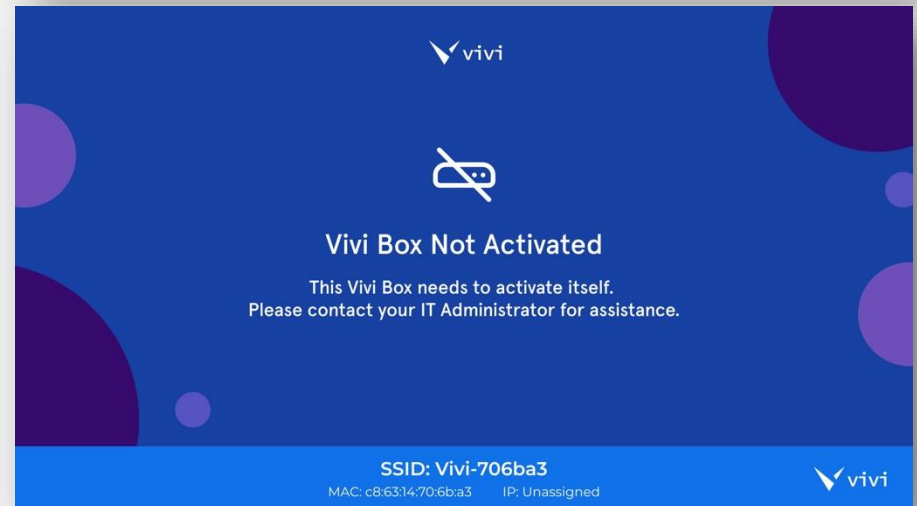 vivi
Vivi Box Not Activated
This Vivi Box needs to activate itself.
Please contact your IT Administrator for assistance.
SSID: Vivi-706ba3
MAC: c8:63:14:70:6b:a3 IP: Unassigned
vivi